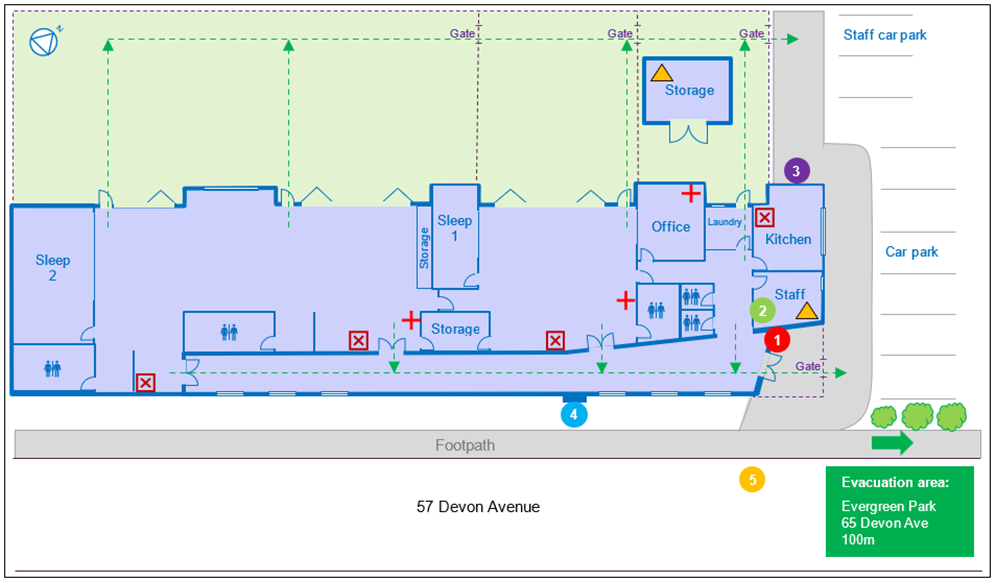 N
Gate
Gate
Gate
Staff car park
Storage
3
Office
Laundry
Kitchen
Sleep
1
Storage
Sleep
2
Car park
Staff
2
Storage
1
Gate
4
Footpath
5
57 Devon Avenue
Evacuation area:
Evergreen Park
65 Devon Ave
100m